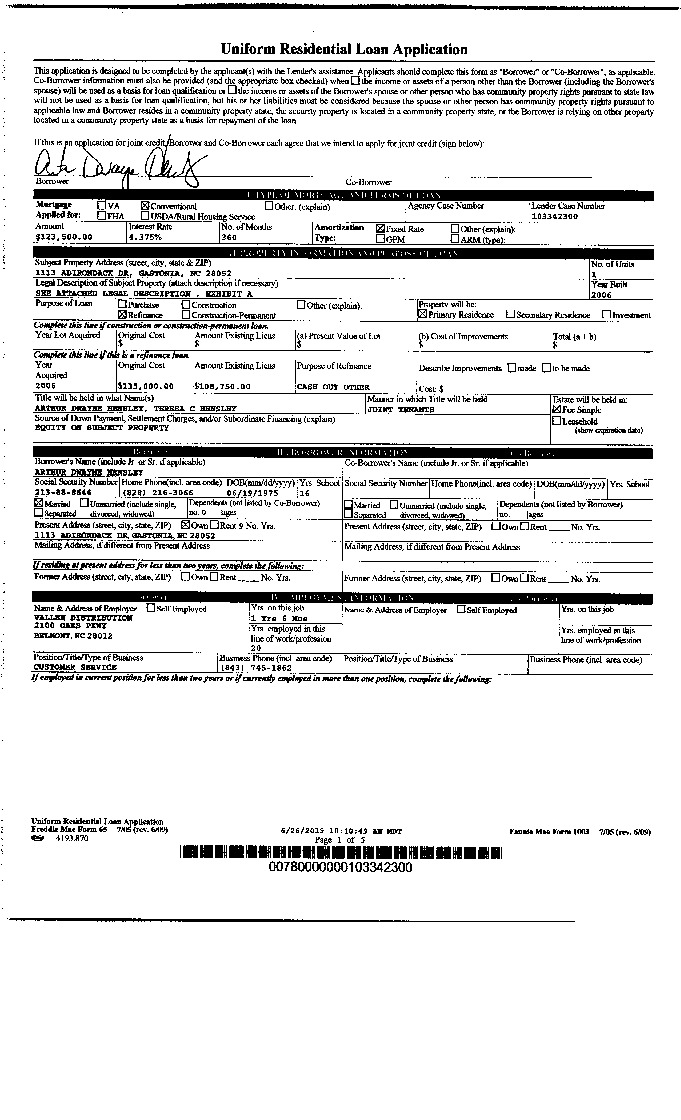 Uniform Residential Loan Application
This application is designed to be completed by the applicant(s) with the Lender's assistance. Applicants should complete this form as "Borrower" or "Co-Borrower", as applicable.
Co-Borrower information must also be provided (and the appropriate box checked) when ☐ the income or assets of a person other than the Borrower (including the Borrower's
spouse) will be used as a basis for loan qualification or ☐ the income or assets of the Borrower's spouse or other person who has community property rights pursuant to state law
will not be used as a basis for loan qualification, but his or her liabilities must be considered because the spouse or other person has community property rights pursuant to
applicable law and Borrower resides in a community property state, the security property is located in a community property state, or the Borrower is relying on other property
located in a community property state as a basis for repayment of the loan.
If this is an application for joint credit, Borrower and Co-Borrower each agree that we intend to apply for joint credit (sign below):
Borrower Co-Borrower
I. TYPE OF MORTGAGE AND TERMS OF LOAN
Mortgage ☐ VA ☒ Conventional ☐ Other (explain): Agency Case Number Lender Case Number
Applied for: ☐ FHA ☐ USDA/Rural Housing Service 103342300
Amount Interest Rate No. of Months Amortization ☒ Fixed Rate ☐ Other (explain):
$123,500.00 4.375% 360 Type: ☐ GPM ☐ ARM (type):
II. PROPERTY INFORMATION AND PURPOSE OF LOAN
Subject Property Address (street, city, state & ZIP) No. of Units
1113 ADIRONDACK DR, GASTONIA, NC 28052 1
Legal Description of Subject Property (attach description if necessary) Year Built
SEE ATTACHED LEGAL DESCRIPTION , EXHIBIT A 2006
Purpose of Loan ☐ Purchase ☐ Construction ☐ Other (explain): Property will be:
☒ Refinance ☐ Construction-Permanent ☒ Primary Residence ☐ Secondary Residence ☐ Investment
Complete this line if construction or construction-permanent loan.
Year Lot Acquired Original Cost Amount Existing Liens (a) Present Value of Lot (b) Cost of Improvements Total (a + b)
$ $ $ $ $
Complete this line if this is a refinance loan.
Year Original Cost Amount Existing Liens Purpose of Refinance Describe Improvements ☐ made ☐ to be made
Acquired
2006 $135,000.00 $108,750.00 CASH OUT OTHER Cost: $
Title will be held in what Name(s) Manner in which Title will be held Estate will be held in:
ARTHUR DWAYNE HENSLEY, TERESA C HENSLEY JOINT TENANTS ☒ Fee Simple
Source of Down Payment, Settlement Charges, and/or Subordinate Financing (explain) ☐ Leasehold
EQUITY ON SUBJECT PROPERTY (show expiration date)
Borrower III. BORROWER INFORMATION Co-Borrower
Borrower's Name (include Jr. or Sr. if applicable) Co-Borrower's Name (include Jr. or Sr. if applicable)
ARTHUR DWAYNE HENSLEY
Social Security Number Home Phone (incl. area code) DOB (mm/dd/yyyy) Yrs. School Social Security Number Home Phone (incl. area code) DOB (mm/dd/yyyy) Yrs. School
213-88-8644 (828) 216-3066 06/19/1975 16
☒ Married ☐ Unmarried (include single, Dependents (not listed by Co-Borrower) ☐ Married ☐ Unmarried (include single, Dependents (not listed by Borrower)
☐ Separated divorced, widowed) no. 0 ages ☐ Separated divorced, widowed) no. ages
Present Address (street, city, state, ZIP) ☒ Own ☐ Rent 9 No. Yrs. Present Address (street, city, state, ZIP) ☐ Own ☐ Rent ____ No. Yrs.
1113 ADIRONDACK DR, GASTONIA, NC 28052
Mailing Address, if different from Present Address Mailing Address, if different from Present Address
If residing at present address for less than two years, complete the following:
Former Address (street, city, state, ZIP) ☐ Own ☐ Rent ____ No. Yrs. Former Address (street, city, state, ZIP) ☐ Own ☐ Rent ____ No. Yrs.
Borrower IV. EMPLOYMENT INFORMATION Co-Borrower
Name & Address of Employer ☐ Self Employed Yrs. on this job Name & Address of Employer ☐ Self Employed Yrs. on this job
VALLEN DISTRIBUTION 1 Yrs 6 Mos
2100 OAKS PKWY Yrs. employed in this Yrs. employed in this
BELMONT, NC 28012 line of work/profession line of work/profession
20
Position/Title/Type of Business Business Phone (incl. area code) Position/Title/Type of Business Business Phone (incl. area code)
CUSTOMER SERVICE (843) 745-1862
If employed in current position for less than two years or if currently employed in more than one position, complete the following:
Uniform Residential Loan Application
Freddie Mac Form 65 7/05 (rev. 6/09) 6/26/2015 10:10:49 AM MDT Fannie Mae Form 1003 7/05 (rev. 6/09)
4193.870 Page 1 of 5
00780000000103342300